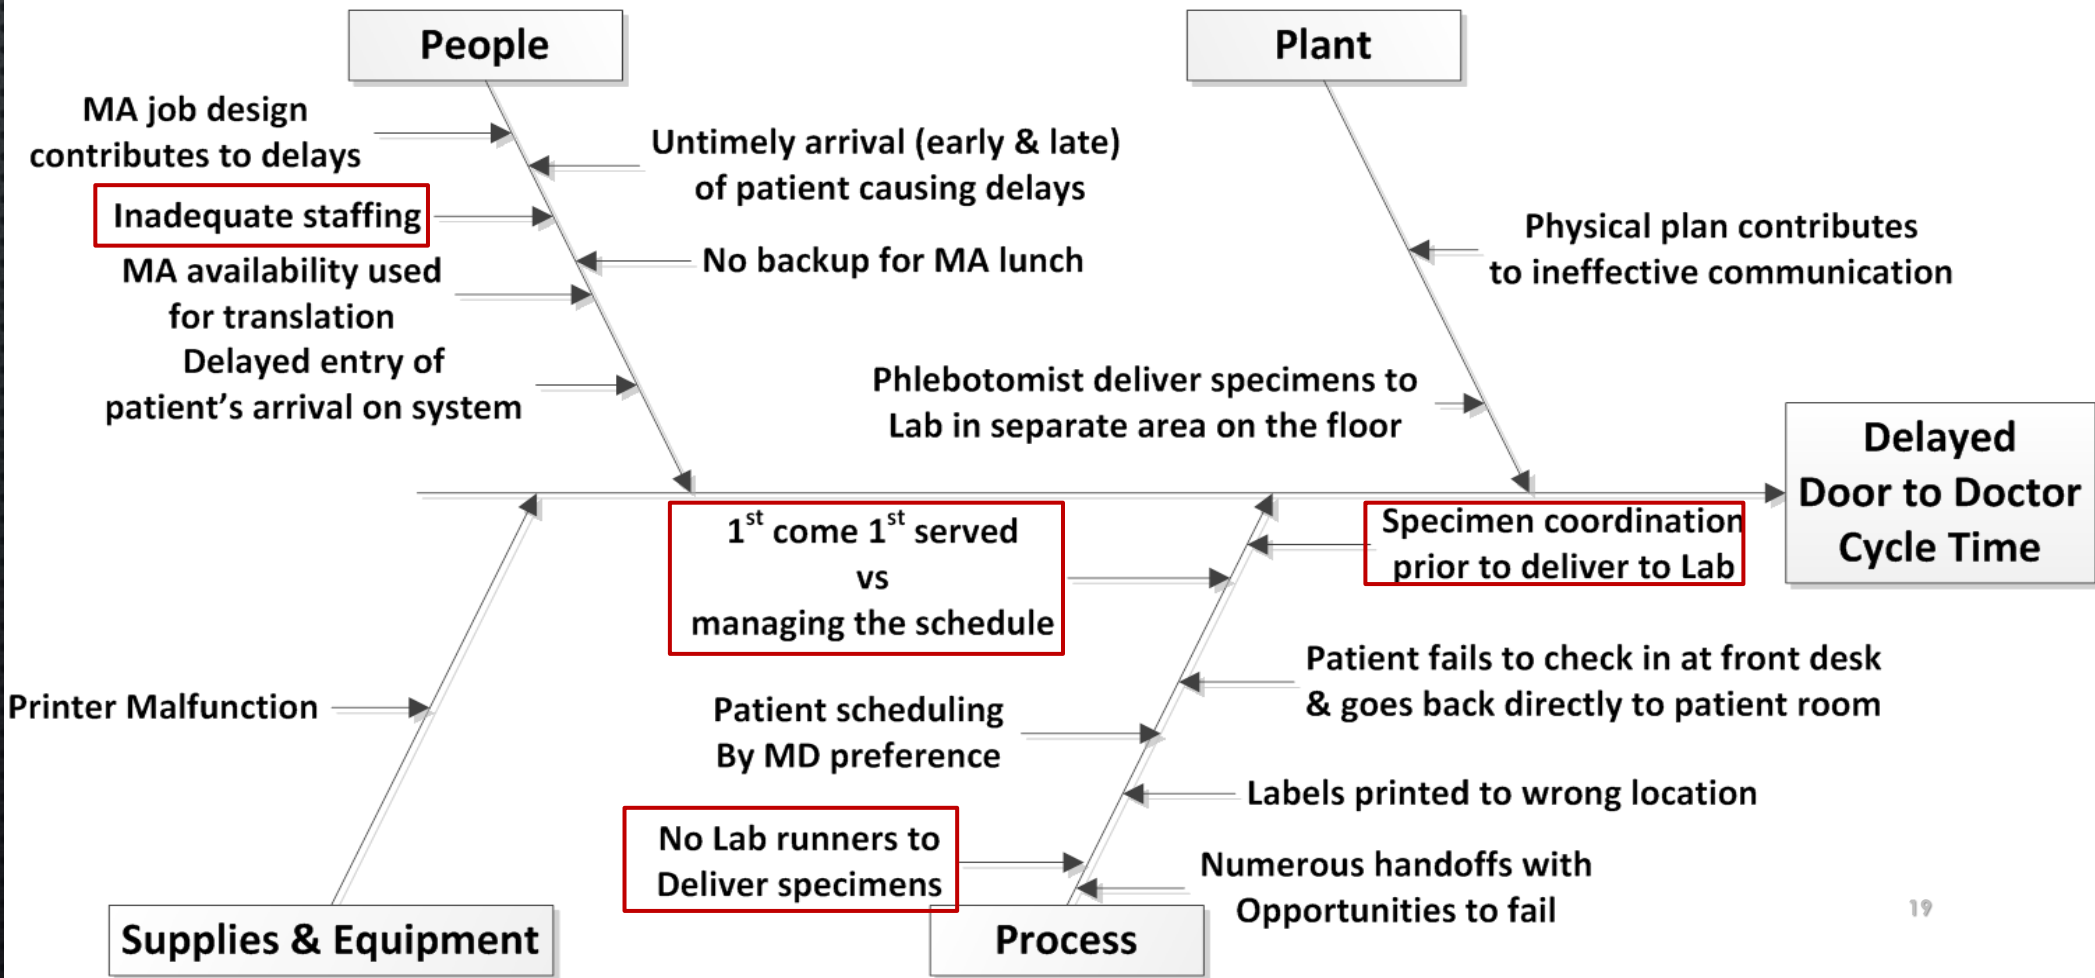 People
Plant
MA job design
contributes to delays
Untimely arrival (early & late)
of patient causing delays
Inadequate staffing
No backup for MA lunch
MA availability used
for translation
Delayed entry of
patient's arrival on system
Physical plan contributes
to ineffective communication
Phlebotomist deliver specimens to
Lab in separate area on the floor
Delayed
Door to Doctor
Cycle Time
1st come 1st served
vs
managing the schedule
Specimen coordination
prior to deliver to Lab
Printer Malfunction
Patient scheduling
By MD preference
Patient fails to check in at front desk
& goes back directly to patient room
Labels printed to wrong location
No Lab runners to
Deliver specimens
Numerous handoffs with
Opportunities to fail
Supplies & Equipment
Process
19